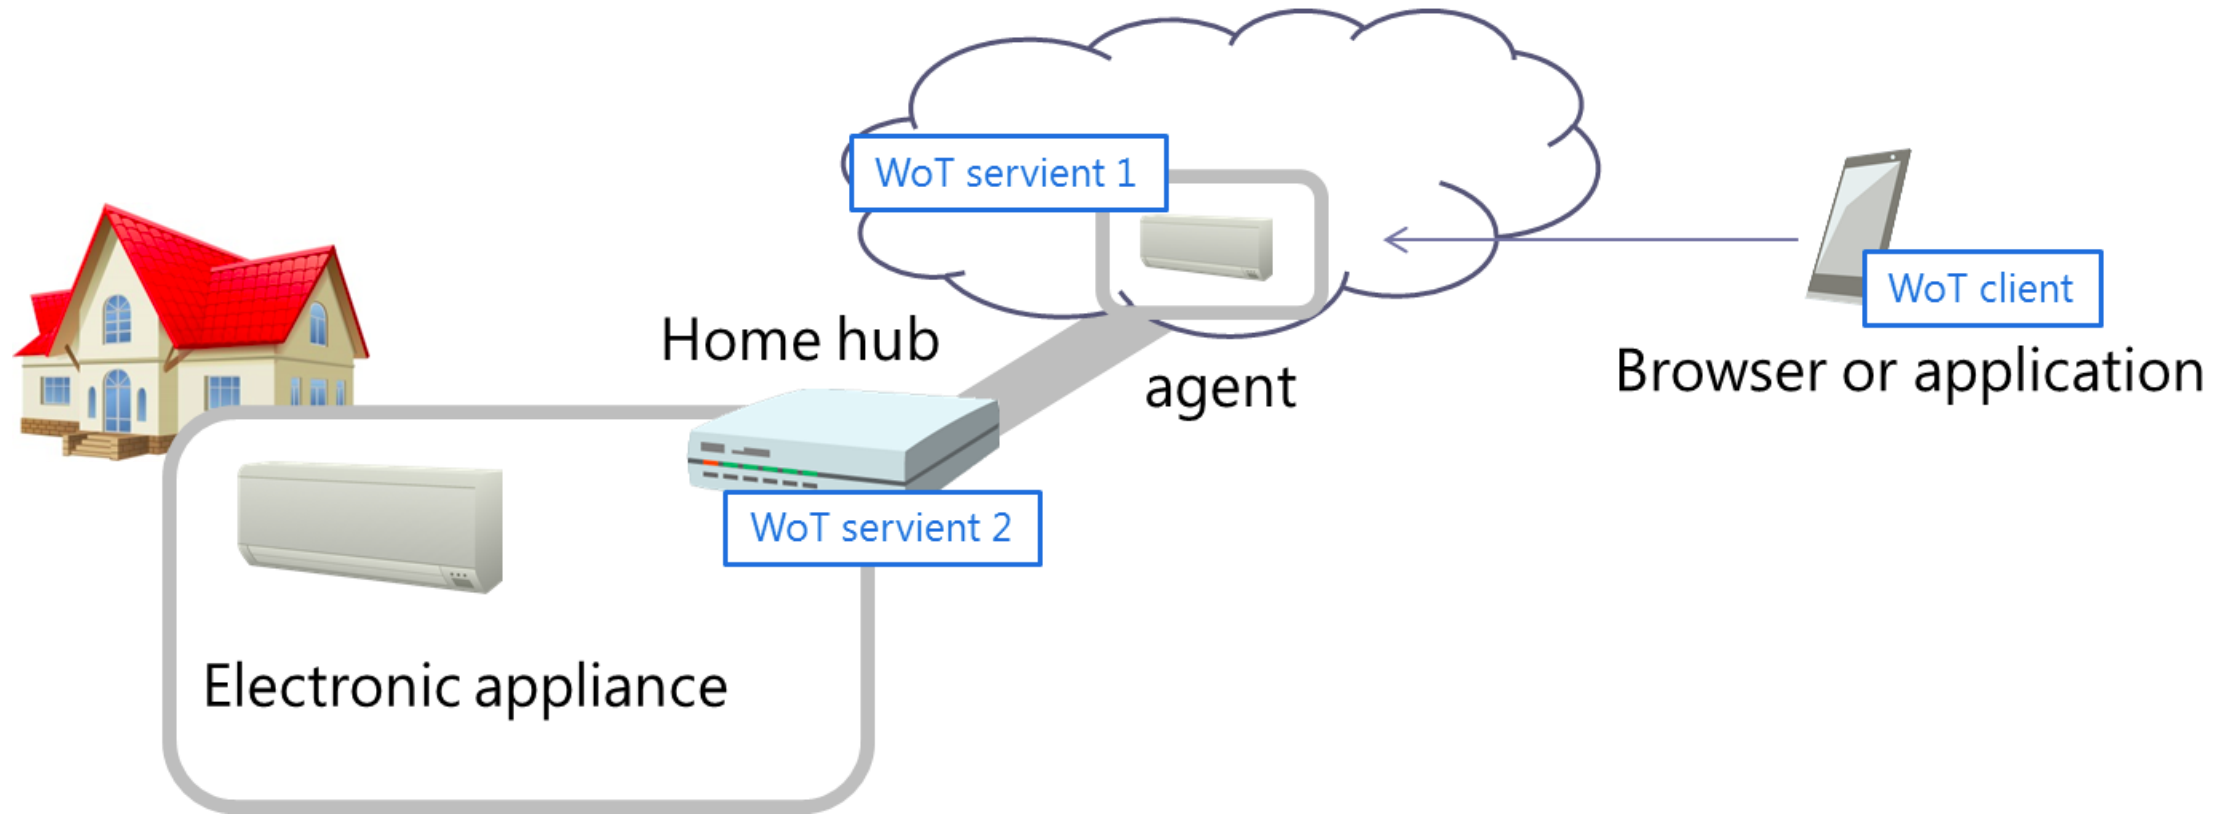 WoT servient 1
WoT client
Home hub
agent
Browser or application
WoT servient 2
Electronic appliance